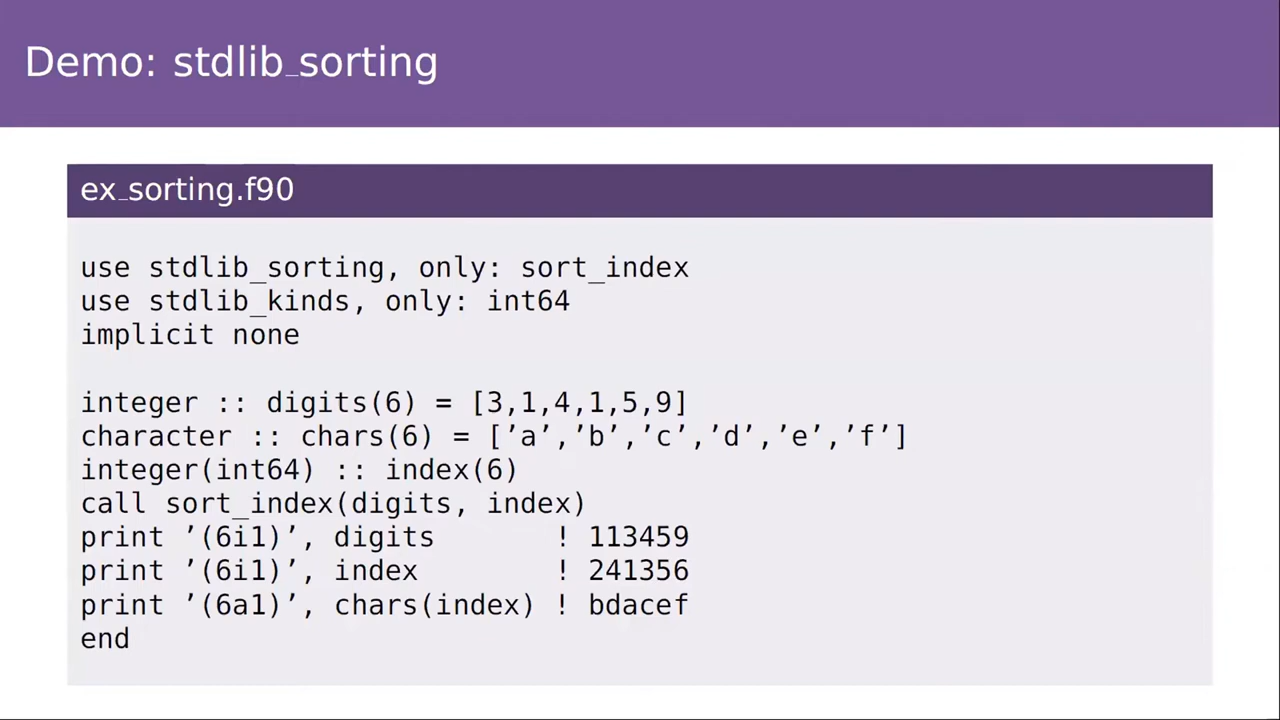 Demo: stdlib_sorting
ex_sorting.f90
use stdlib_sorting, only: sort_index
use stdlib_kinds, only: int64
implicit none
integer :: digits(6) = [3,1,4,1,5,9]
character :: chars(6) = [’a’,’b’,’c’,’d’,’e’,’f’]
integer(int64) :: index(6)
call sort_index(digits, index)
print ’(6i1)’, digits       ! 113459
print ’(6i1)’, index        ! 241356
print ’(6a1)’, chars(index) ! bdacef
end